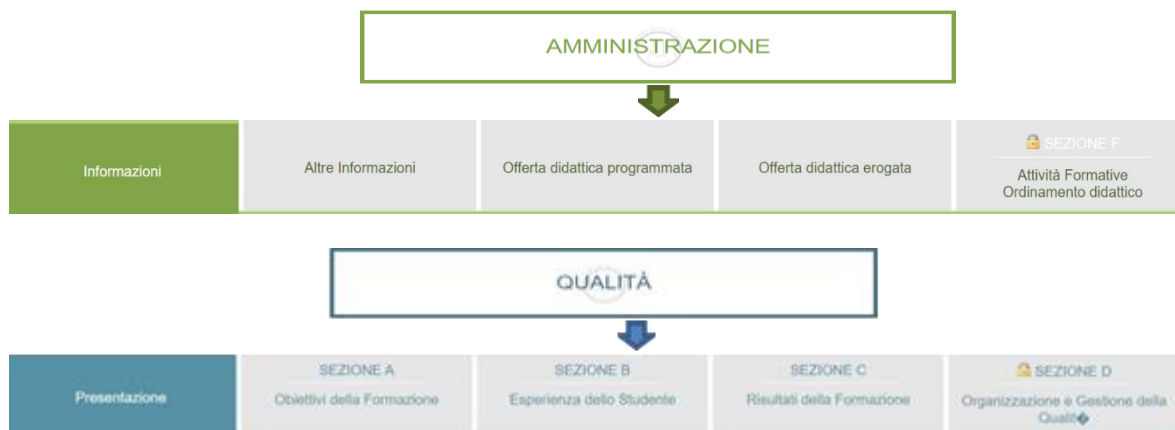 AMMINISTRAZIONE
Informazioni
Altre Informazioni
Offerta didattica programmata
Offerta didattica erogata
SEZIONE F
Attività Formative
Ordinamento didattico
QUALITÀ
Presentazione
SEZIONE A
Obiettivi della Formazione
SEZIONE B
Esperienza dello Studente
SEZIONE C
Risultati della Formazione
SEZIONE D
Organizzazione e Gestione della
Qualit�